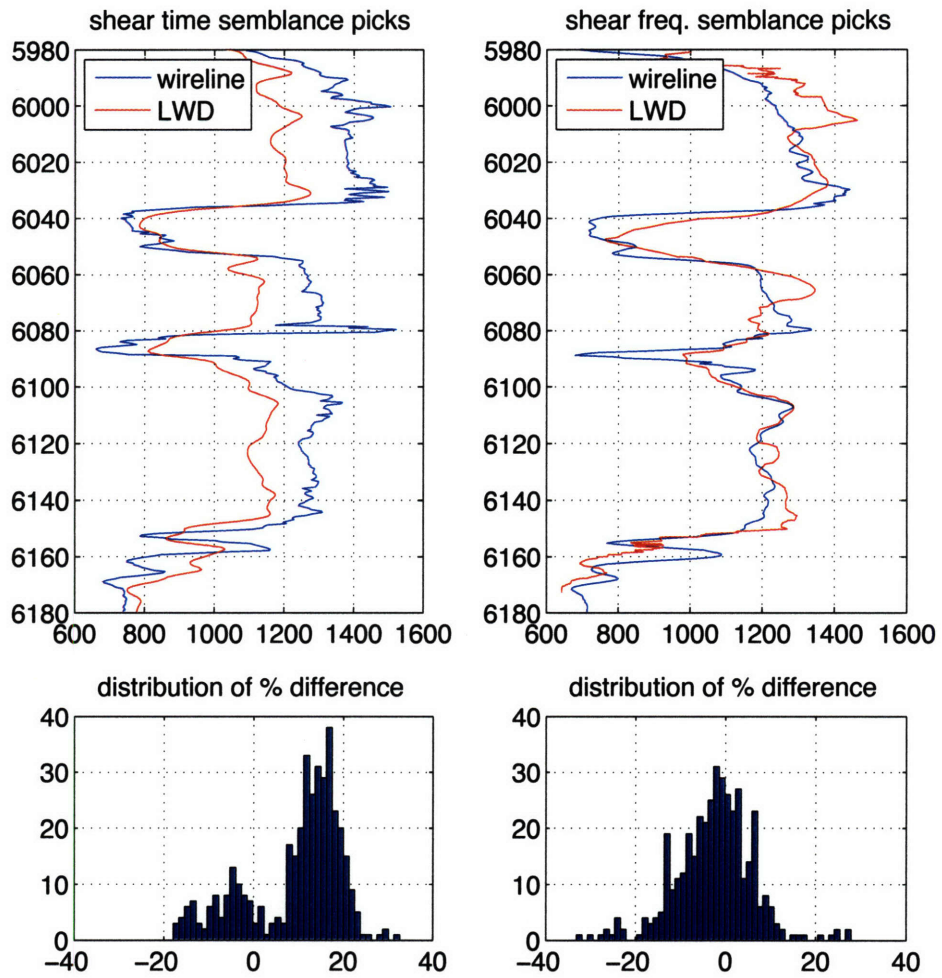 shear time semblance picks
5980
6000
6020
6040
6060
6080
6100
6120
6140
6160
6180
wireline
LWD
600 800 1000 1200 1400 1600
shear freq. semblance picks
5980
6000
6020
6040
6060
6080
6100
6120
6140
6160
6180
wireline
LWD
600 800 1000 1200 1400 1600
distribution of % difference
40
30
20
10
0
−40 −20 0 20 40
distribution of % difference
40
30
20
10
0
−40 −20 0 20 40